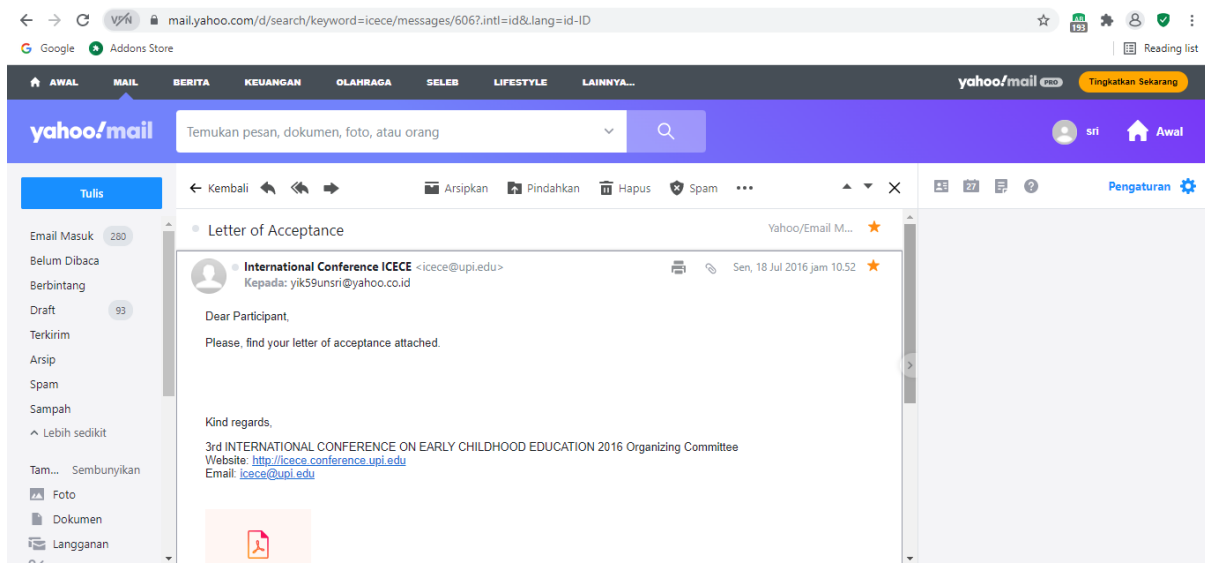 VPN mail.yahoo.com/d/search/keyword=icece/messages/606?.intl=id&.lang=id-ID 193
Google Addons Store Reading list
AWAL MAIL BERITA KEUANGAN OLAHRAGA SELEB LIFESTYLE LAINNYA... yahoo!mail PRO Tingkatkan Sekarang
yahoo!mail Temukan pesan, dokumen, foto, atau orang sri Awal
Tulis Kembali Arsipkan Pindahkan Hapus Spam 27 Pengaturan
Letter of Acceptance Yahoo/Email M...
Email Masuk 280
Belum Dibaca
Berbintang
Draft 93
Terkirim
Arsip
Spam
Sampah
Lebih sedikit
Tam... Sembunyikan
Foto
Dokumen
Langganan
International Conference ICECE <icece@upi.edu> Sen, 18 Jul 2016 jam 10.52
Kepada: yik59unsri@yahoo.co.id
Dear Participant,
Please, find your letter of acceptance attached.
Kind regards,
3rd INTERNATIONAL CONFERENCE ON EARLY CHILDHOOD EDUCATION 2016 Organizing Committee
Website: http://icece.conference.upi.edu
Email: icece@upi.edu